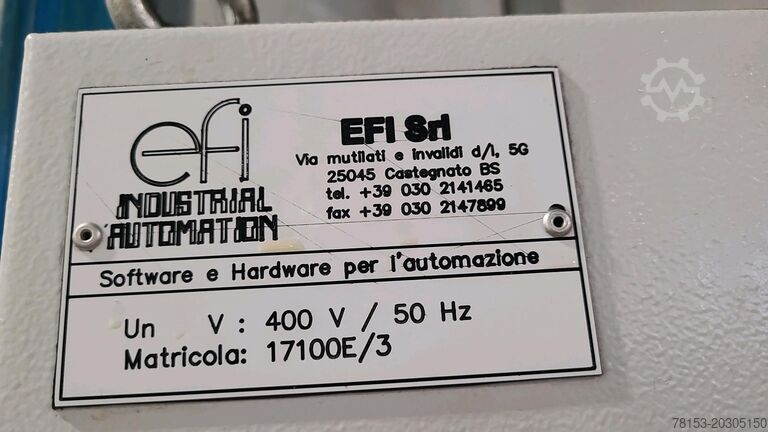 efi
INDUSTRIAL
AUTOMATION
EFI Srl
Via mutilati e invalidi d/l, 5G
25045 Castegnato BS
tel. +39 030 2141465
fax +39 030 2147899
Software e Hardware per l'automazione
Un V: 400 V / 50 Hz
Matricola: 17100E/3
78153-20305150